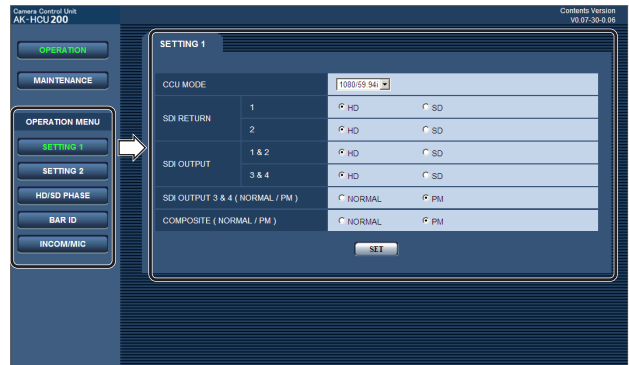 Camera Control Unit
AK-HCU200
Contents Version
V0.07-30-0.06
OPERATION
MAINTENANCE
OPERATION MENU
SETTING 1
SETTING 2
HD/SD PHASE
BAR ID
INCOM/MIC
SETTING 1
CCU MODE
1080/59.94i
SDI RETURN
1
HD
SD
2
HD
SD
SDI OUTPUT
1 & 2
HD
SD
3 & 4
HD
SD
SDI OUTPUT 3 & 4 ( NORMAL / PM )
NORMAL
PM
COMPOSITE ( NORMAL / PM )
NORMAL
PM
SET